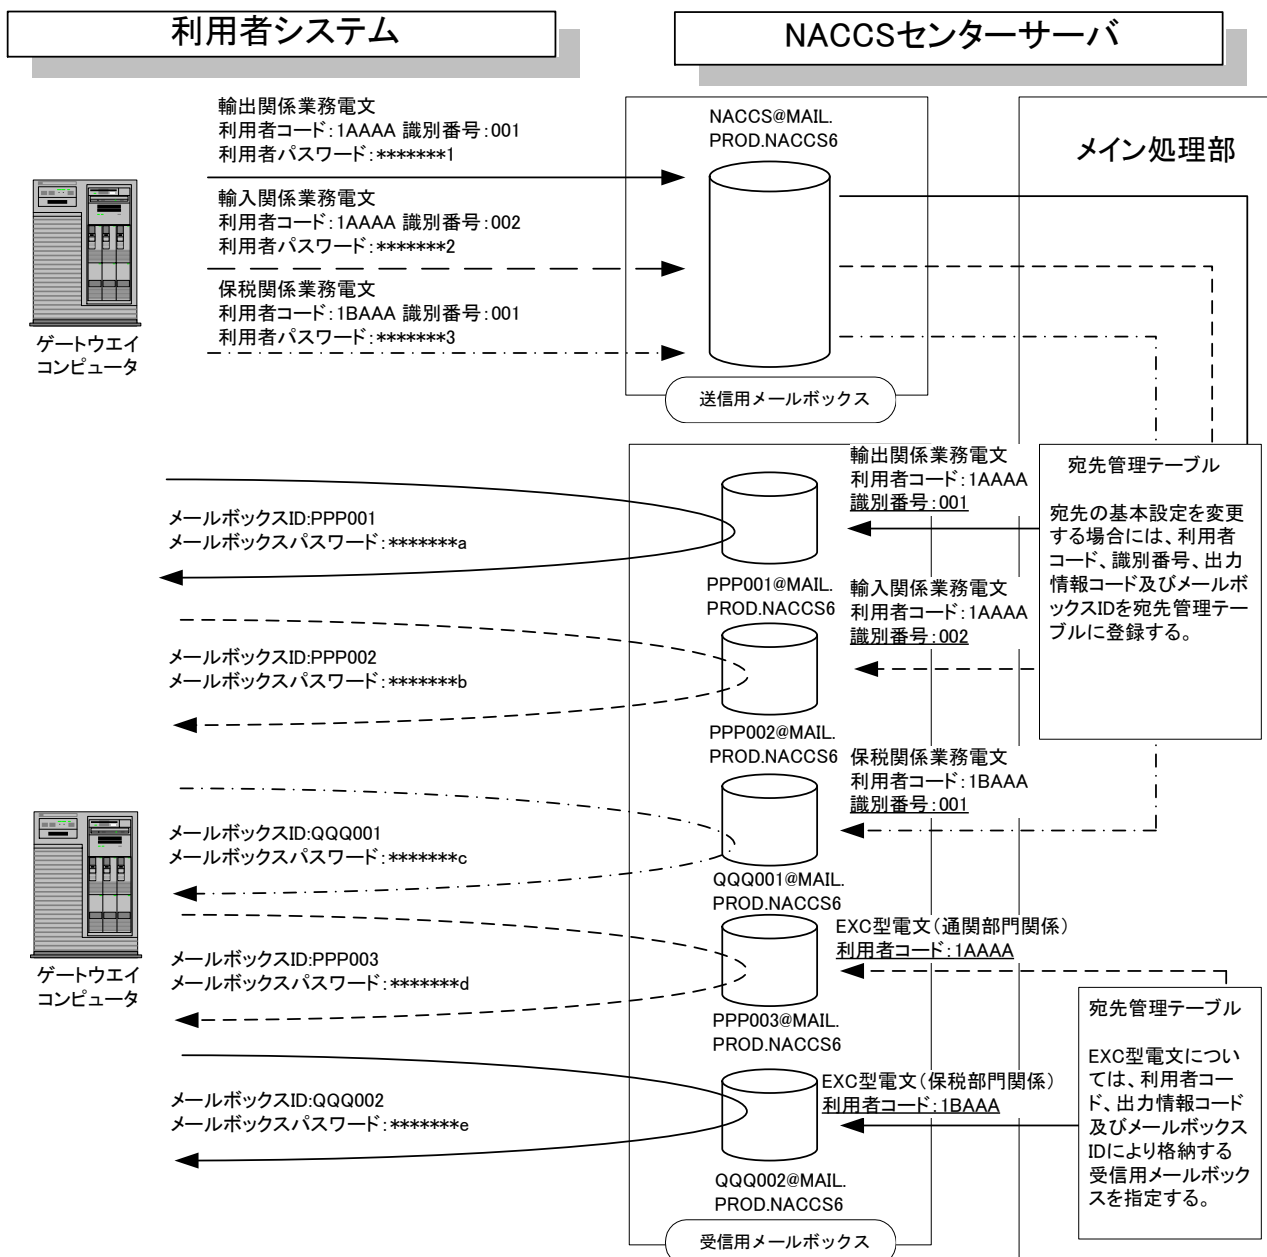 利用者システム
NACCSセンターサーバ
輸出関係業務電文
利用者コード:1AAAA 識別番号:001
利用者パスワード:*******1
輸入関係業務電文
利用者コード:1AAAA 識別番号:002
利用者パスワード:*******2
保税関係業務電文
利用者コード:1BAAA 識別番号:001
利用者パスワード:*******3
ゲートウエイ
コンピュータ
NACCS@MAIL.
PROD.NACCS6
送信用メールボックス
メイン処理部
メールボックスID:PPP001
メールボックスパスワード:*******a
PPP001@MAIL.
PROD.NACCS6
輸出関係業務電文
利用者コード:1AAAA
識別番号:001
宛先管理テーブル
宛先の基本設定を変更
する場合には、利用者
コード、識別番号、出力
情報コード及びメールボ
ックスIDを宛先管理テー
ブルに登録する。
メールボックスID:PPP002
メールボックスパスワード:*******b
PPP002@MAIL.
PROD.NACCS6
輸入関係業務電文
利用者コード:1AAAA
識別番号:002
メールボックスID:QQQ001
メールボックスパスワード:*******c
QQQ001@MAIL.
PROD.NACCS6
保税関係業務電文
利用者コード:1BAAA
識別番号:001
ゲートウエイ
コンピュータ
メールボックスID:PPP003
メールボックスパスワード:*******d
PPP003@MAIL.
PROD.NACCS6
EXC型電文(通関部門関係)
利用者コード:1AAAA
メールボックスID:QQQ002
メールボックスパスワード:*******e
QQQ002@MAIL.
PROD.NACCS6
EXC型電文(保税部門関係)
利用者コード:1BAAA
宛先管理テーブル
EXC型電文につい
ては、利用者コー
ド、出力情報コード
及びメールボックス
IDにより格納する
受信用メールボック
スを指定する。
受信用メールボックス